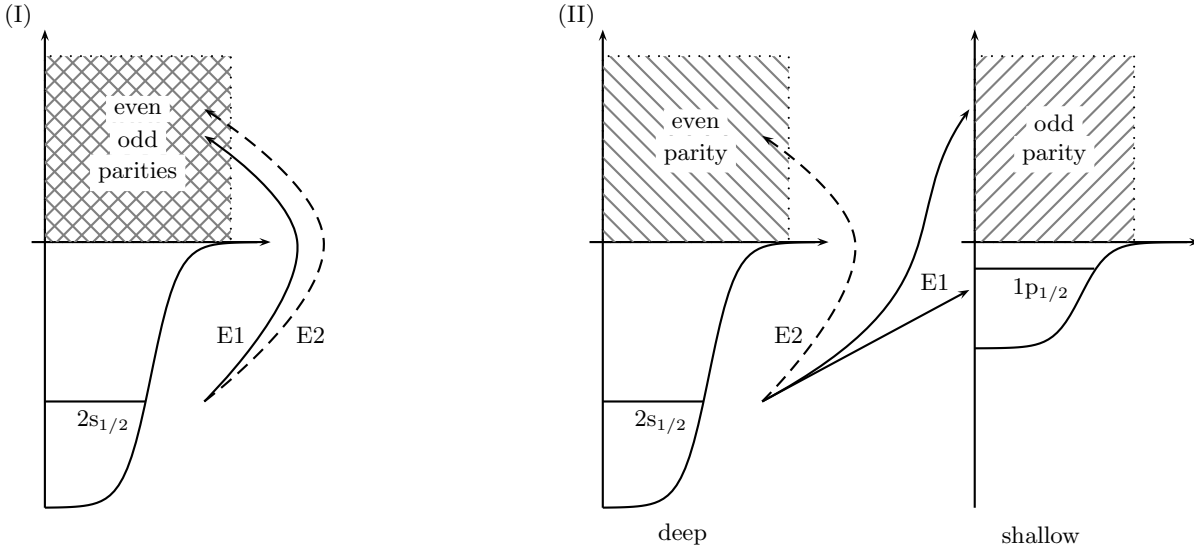 (I)
even
odd
parities
E1
E2
2s1/2
(II)
even
parity
E2
2s1/2
deep
E1
odd
parity
1p1/2
shallow